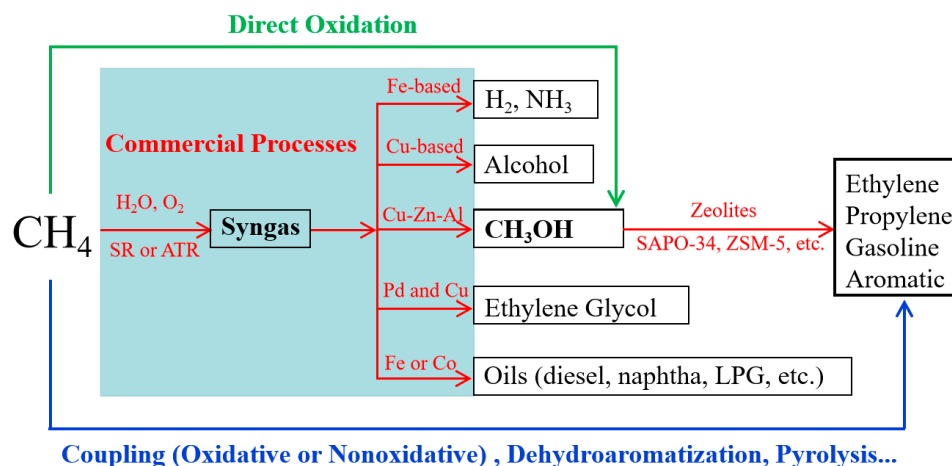 Direct Oxidation
Fe-based
H₂, NH₃
Commercial Processes
Cu-based
Alcohol
CH₄
H₂O, O₂
SR or ATR
Syngas
Cu-Zn-Al
CH₃OH
Zeolites
SAPO-34, ZSM-5, etc.
Ethylene
Propylene
Gasoline
Aromatic
Pd and Cu
Ethylene Glycol
Fe or Co
Oils (diesel, naphtha, LPG, etc.)
Coupling (Oxidative or Nonoxidative) , Dehydroaromatization, Pyrolysis...